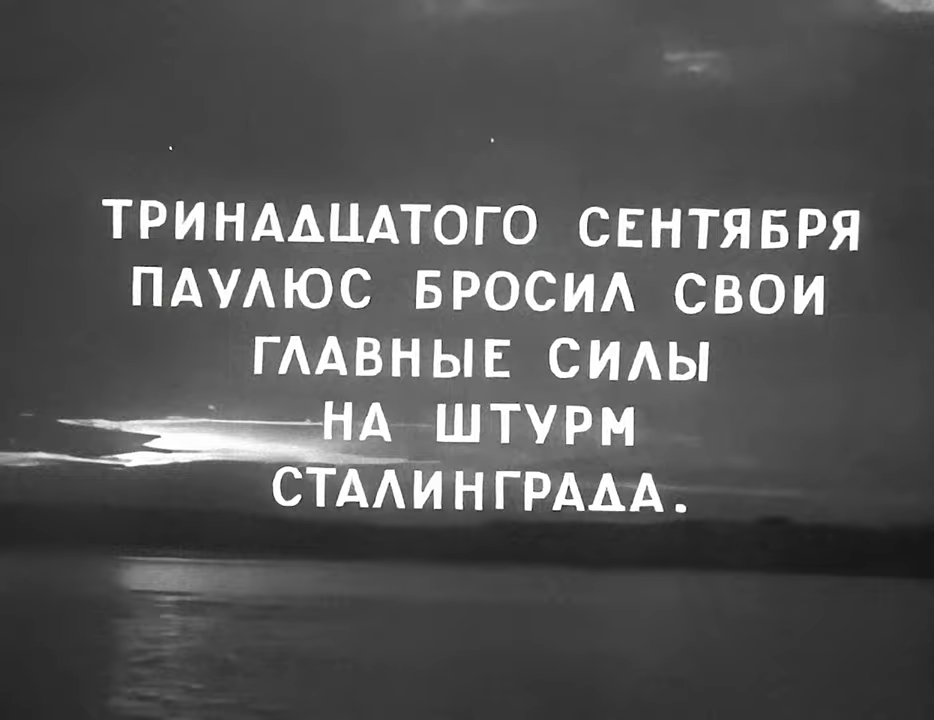 ТРИНАДЦАТОГО СЕНТЯБРЯ
ПАУЛЮС БРОСИЛ СВОИ
ГЛАВНЫЕ СИЛЫ
НА ШТУРМ
СТАЛИНГРАДА.